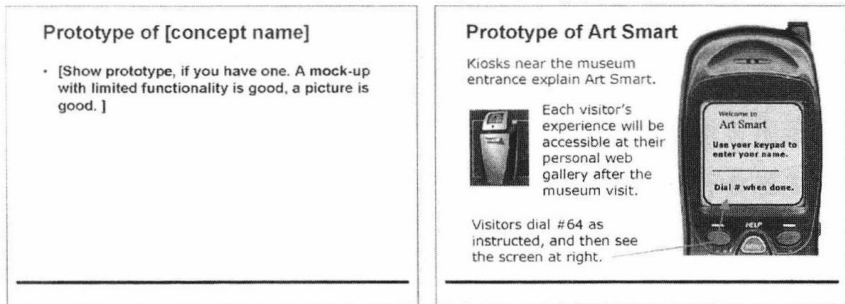 Prototype of [concept name]
• [Show prototype, if you have one. A mock-up
with limited functionality is good, a picture is
good. ]
Prototype of Art Smart
Kiosks near the museum
entrance explain Art Smart.
Each visitor's
experience will be
accessible at their
personal web
gallery after the
museum visit.
Visitors dial #64 as
instructed, and then see
the screen at right.
Welcome to
Art Smart
Use your keypad to
enter your name.
Dial # when done.
HELP
MENU